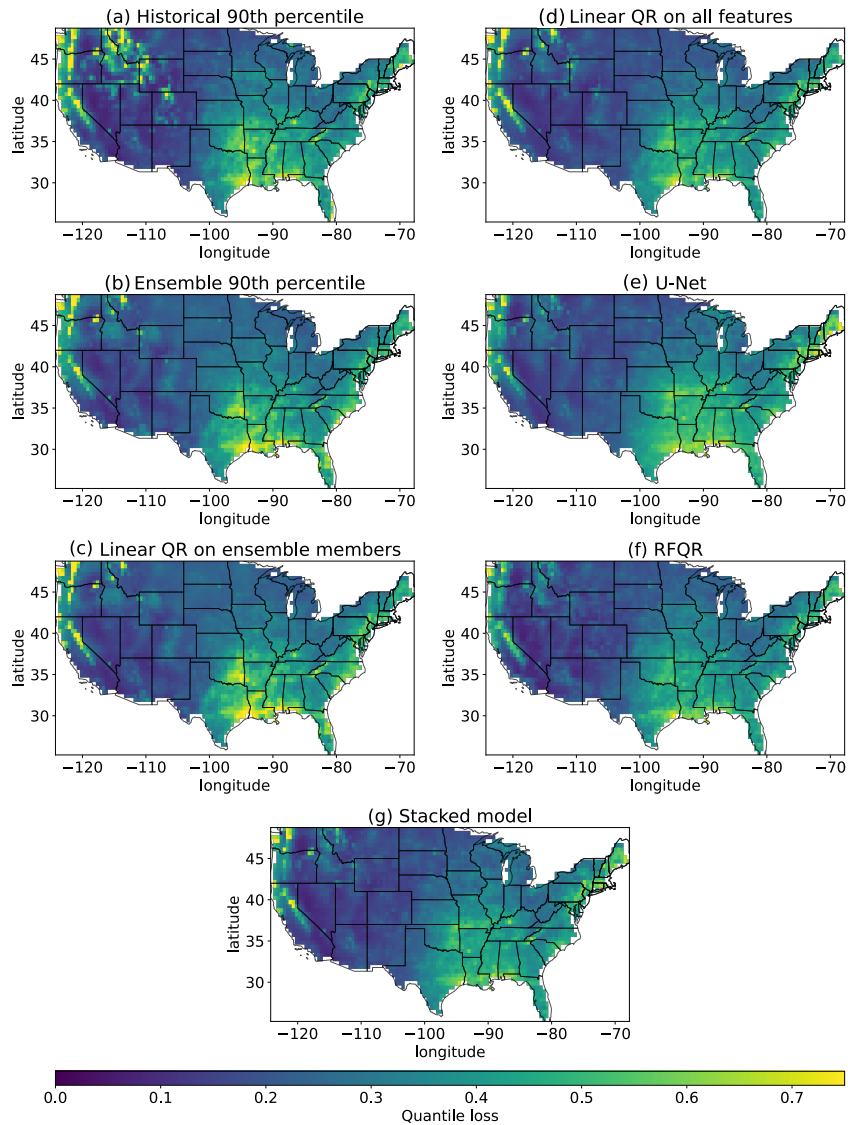 (a) Historical 90th percentile
45
40
35
30
latitude
−120 −110 −100 −90 −80 −70
longitude
(d) Linear QR on all features
45
40
35
30
latitude
−120 −110 −100 −90 −80 −70
longitude
(b) Ensemble 90th percentile
45
40
35
30
latitude
−120 −110 −100 −90 −80 −70
longitude
(e) U-Net
45
40
35
30
latitude
−120 −110 −100 −90 −80 −70
longitude
(c) Linear QR on ensemble members
45
40
35
30
latitude
−120 −110 −100 −90 −80 −70
longitude
(f) RFQR
45
40
35
30
latitude
−120 −110 −100 −90 −80 −70
longitude
(g) Stacked model
45
40
35
30
latitude
−120 −110 −100 −90 −80 −70
longitude
0.0 0.1 0.2 0.3 0.4 0.5 0.6 0.7
Quantile loss